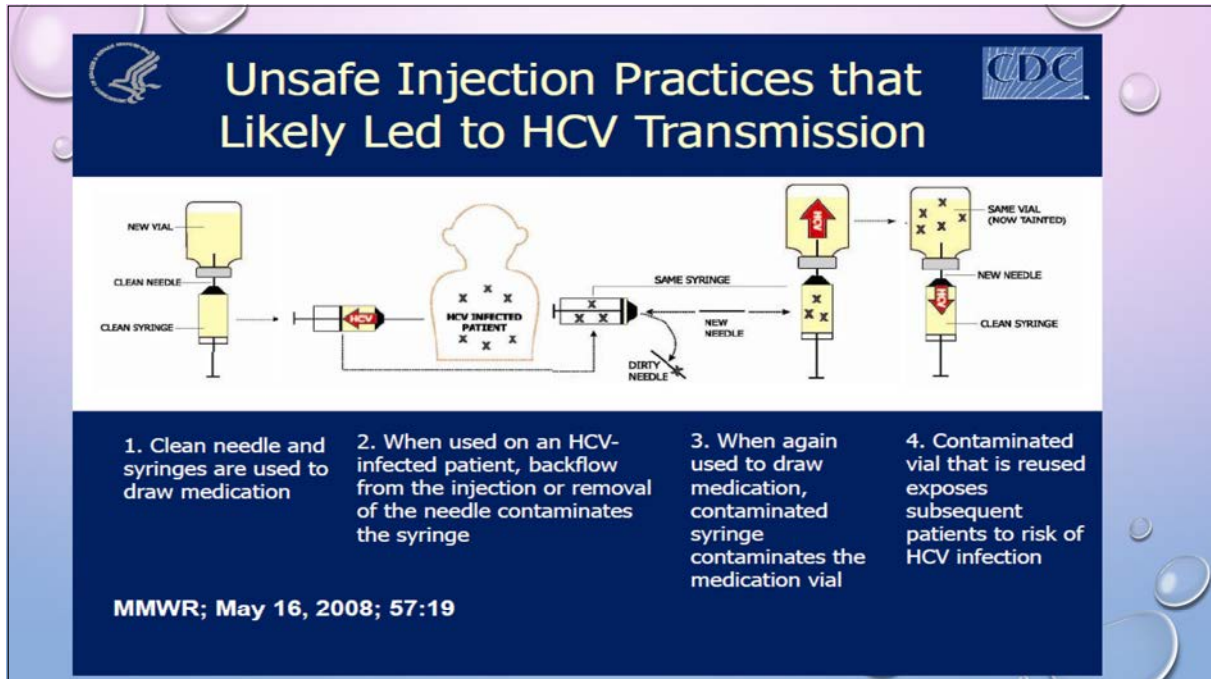 CDC
Unsafe Injection Practices that
Likely Led to HCV Transmission
NEW VIAL
CLEAN NEEDLE
CLEAN SYRINGE
HCV
HCV INFECTED
PATIENT
SAME SYRINGE
NEW
NEEDLE
DIRTY
NEEDLE
HCV
SAME VIAL
(NOW TAINTED)
NEW NEEDLE
HCV
CLEAN SYRINGE
1. Clean needle and
syringes are used to
draw medication
2. When used on an HCV-
infected patient, backflow
from the injection or removal
of the needle contaminates
the syringe
3. When again
used to draw
medication,
contaminated
syringe
contaminates the
medication vial
4. Contaminated
vial that is reused
exposes
subsequent
patients to risk of
HCV infection
MMWR; May 16, 2008; 57:19